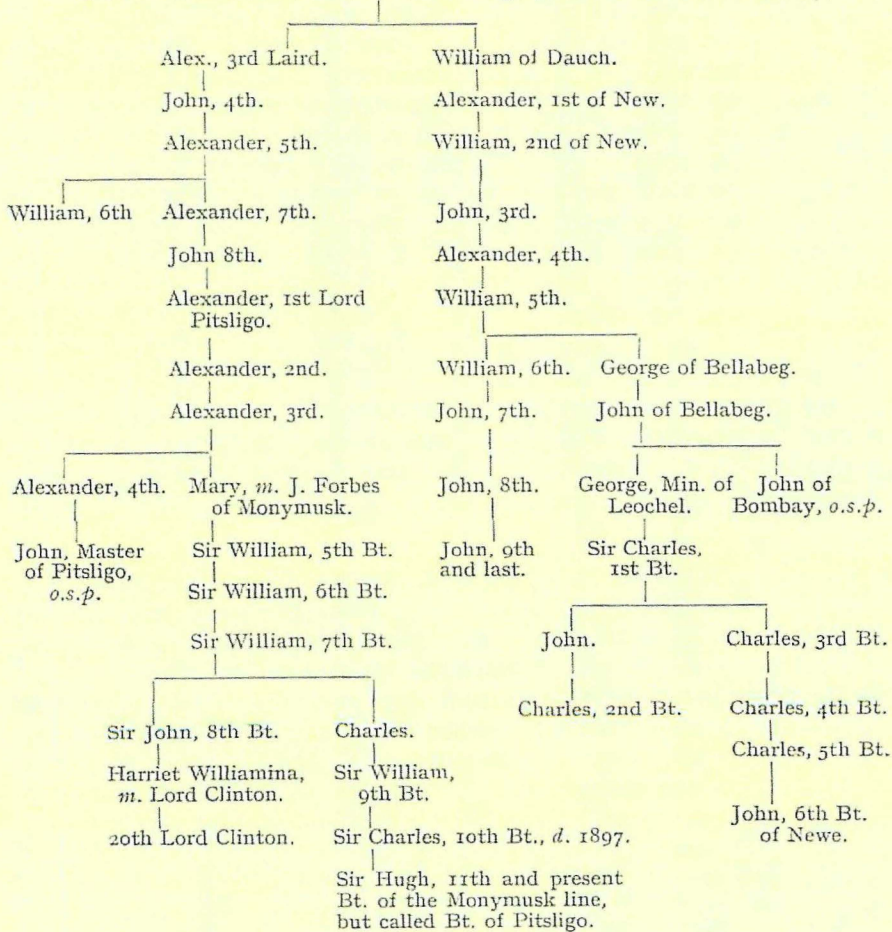 Alex., 3rd Laird. William of Dauch.
John, 4th. Alexander, 1st of New.
Alexander, 5th. William, 2nd of New.
William, 6th Alexander, 7th. John, 3rd.
John 8th. Alexander, 4th.
Alexander, 1st Lord William, 5th.
Pitsligo.
Alexander, 2nd. William, 6th. George of Bellabeg.
Alexander, 3rd. John, 7th. John of Bellabeg.
Alexander, 4th. Mary, m. J. Forbes John, 8th. George, Min. of John of
of Monymusk. Leochel. Bombay, o.s.p.
John, Master Sir William, 5th Bt. John, 9th Sir Charles,
of Pitsligo, and last. 1st Bt.
o.s.p. Sir William, 6th Bt.
Sir William, 7th Bt. John. Charles, 3rd Bt.
Charles, 2nd Bt. Charles, 4th Bt.
Sir John, 8th Bt. Charles. Charles, 5th Bt.
Harriet Williamina, Sir William,
m. Lord Clinton. 9th Bt. John, 6th Bt.
20th Lord Clinton. Sir Charles, 10th Bt., d. 1897. of Newe.
Sir Hugh, 11th and present
Bt. of the Monymusk line,
but called Bt. of Pitsligo.